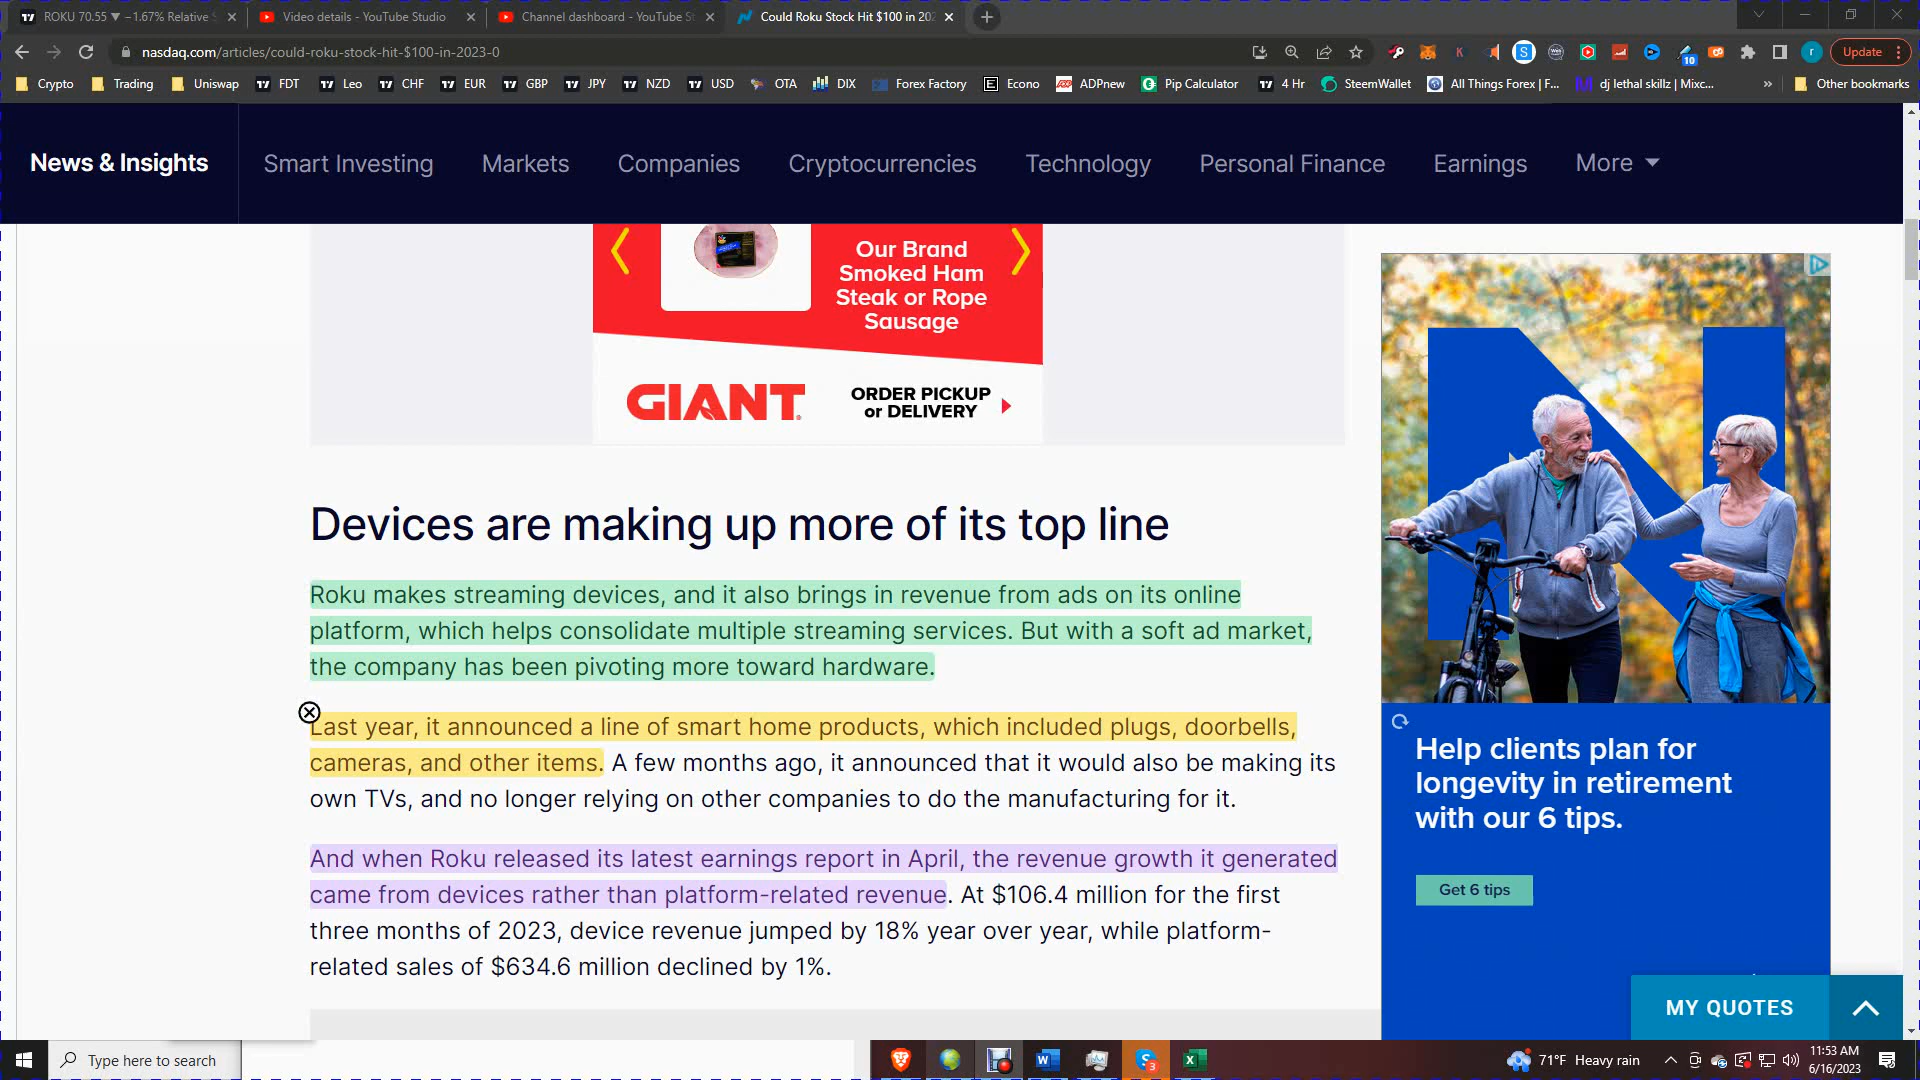 ROKU 70.55 ▼ −1.67% Relative S
Video details - YouTube Studio
Channel dashboard - YouTube St
Could Roku Stock Hit $100 in 202
nasdaq.com/articles/could-roku-stock-hit-$100-in-2023-0
10
r
Update
Crypto
Trading
Uniswap
FDT
Leo
CHF
EUR
GBP
JPY
NZD
USD
OTA
DIX
Forex Factory
Econo
ADPnew
Pip Calculator
4 Hr
SteemWallet
All Things Forex | F...
dj lethal skillz | Mixc...
»
Other bookmarks
News & Insights
Smart Investing
Markets
Companies
Cryptocurrencies
Technology
Personal Finance
Earnings
More
Our Brand
Smoked Ham
Steak or Rope
Sausage
GIANT
ORDER PICKUP
or DELIVERY
Devices are making up more of its top line
Roku makes streaming devices, and it also brings in revenue from ads on its online
platform, which helps consolidate multiple streaming services. But with a soft ad market,
the company has been pivoting more toward hardware.
Last year, it announced a line of smart home products, which included plugs, doorbells,
cameras, and other items. A few months ago, it announced that it would also be making its
own TVs, and no longer relying on other companies to do the manufacturing for it.
And when Roku released its latest earnings report in April, the revenue growth it generated
came from devices rather than platform-related revenue. At $106.4 million for the first
three months of 2023, device revenue jumped by 18% year over year, while platform-
related sales of $634.6 million declined by 1%.
Help clients plan for
longevity in retirement
with our 6 tips.
Get 6 tips
MY QUOTES
Type here to search
71°F Heavy rain
11:53 AM
6/16/2023